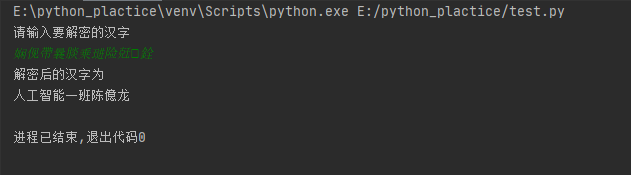 E:\python_plactice\venv\Scripts\python.exe E:/python_plactice/test.py
请输入要解密的汉字
解密后的汉字为
人工智能一班陈億龙
进程已结束,退出代码0